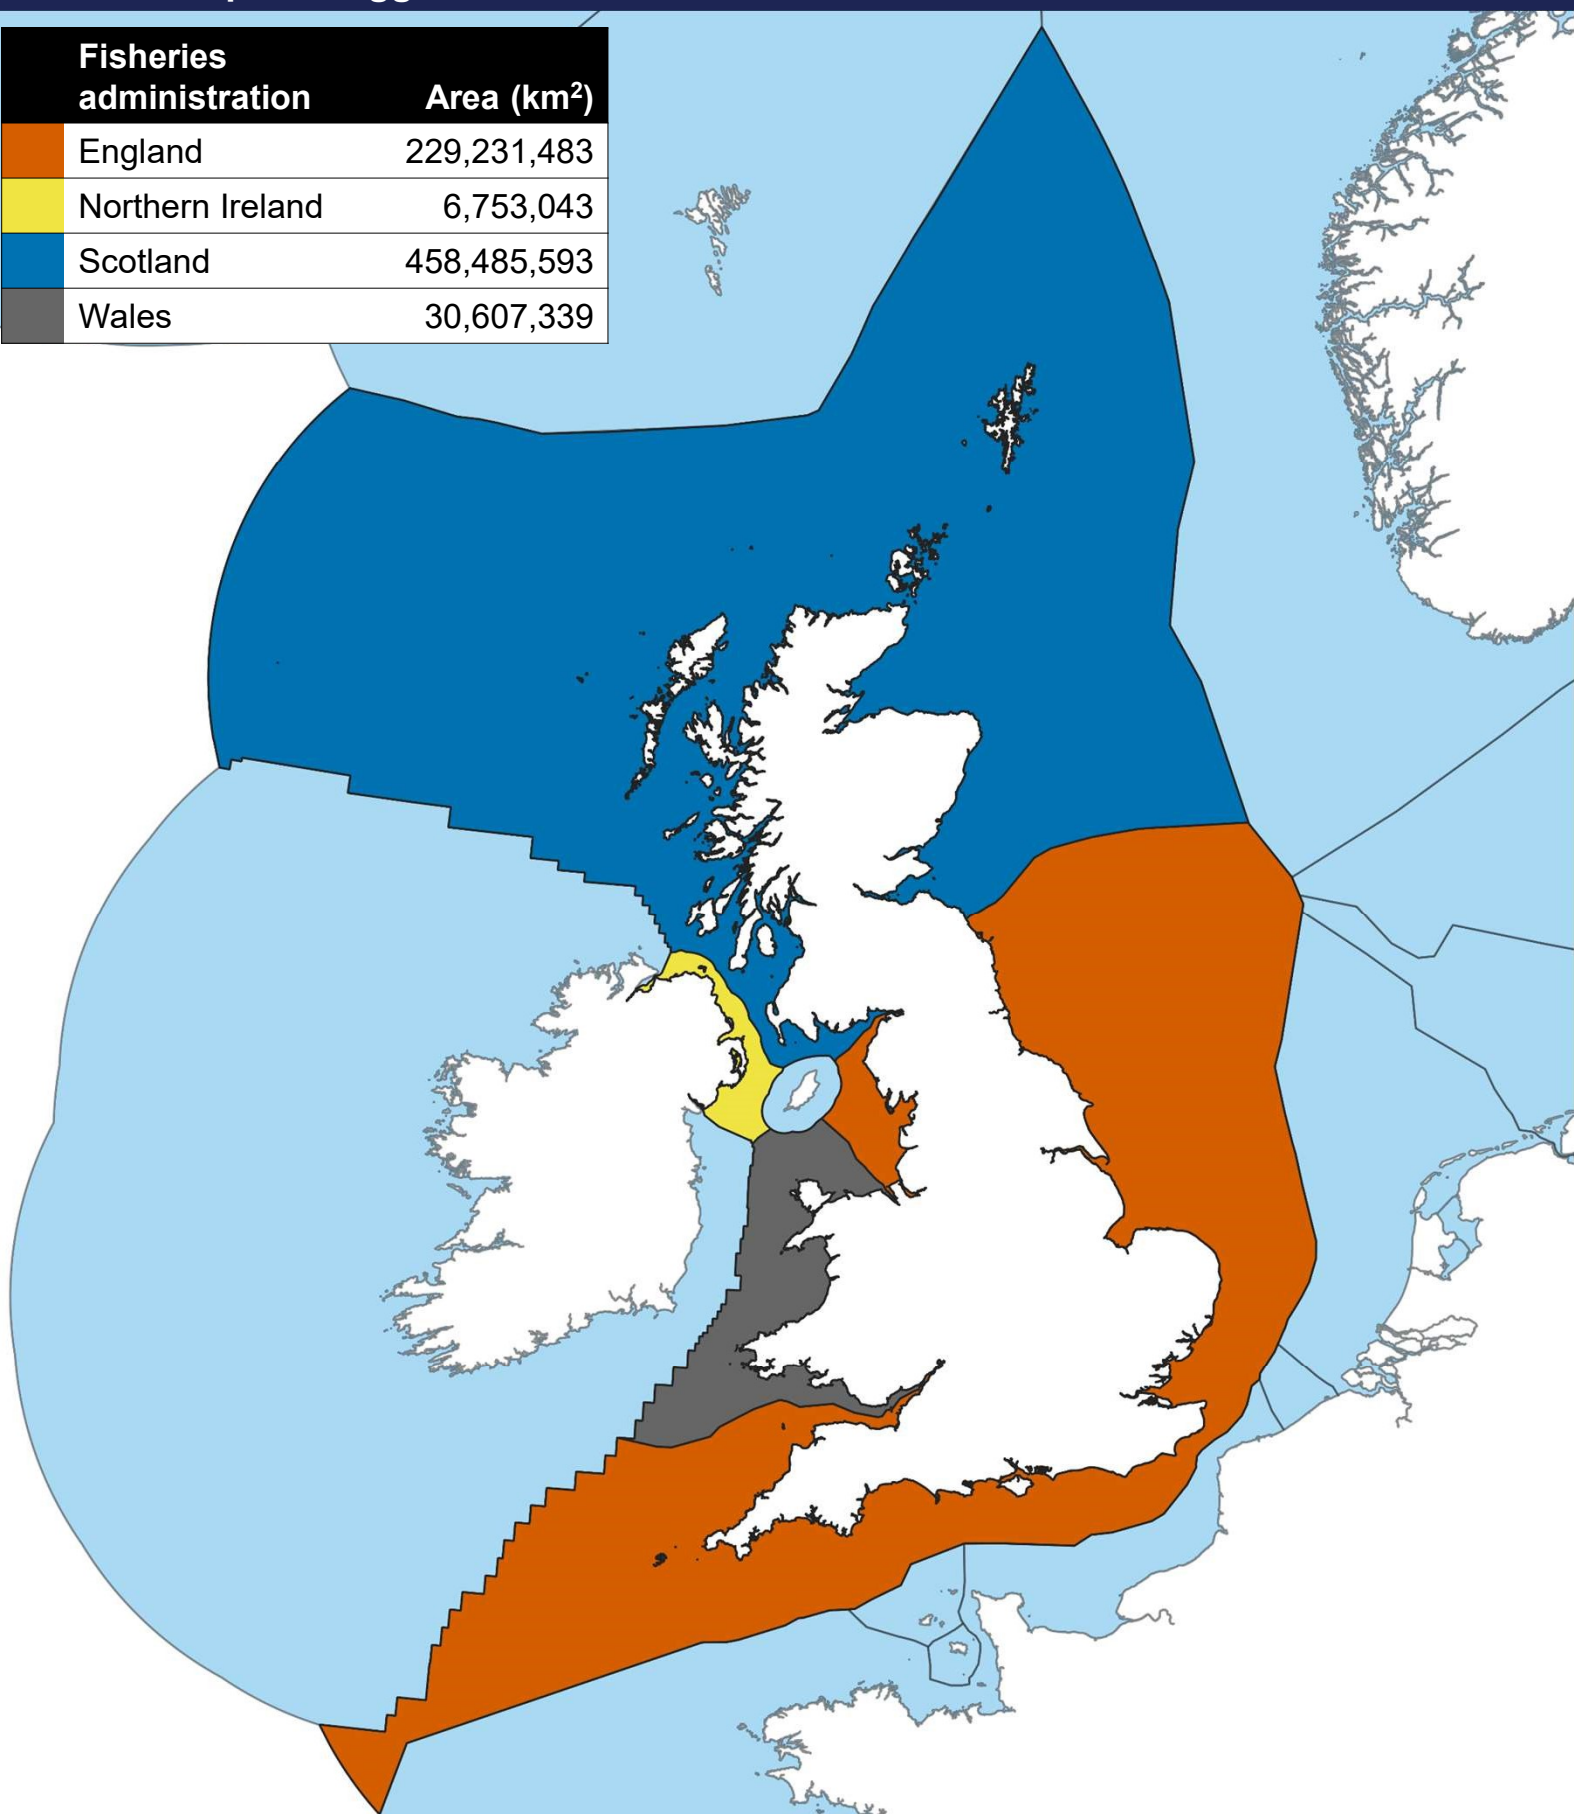 Fisheries
administration Area (km²)
England 229,231,483
Northern Ireland 6,753,043
Scotland 458,485,593
Wales 30,607,339